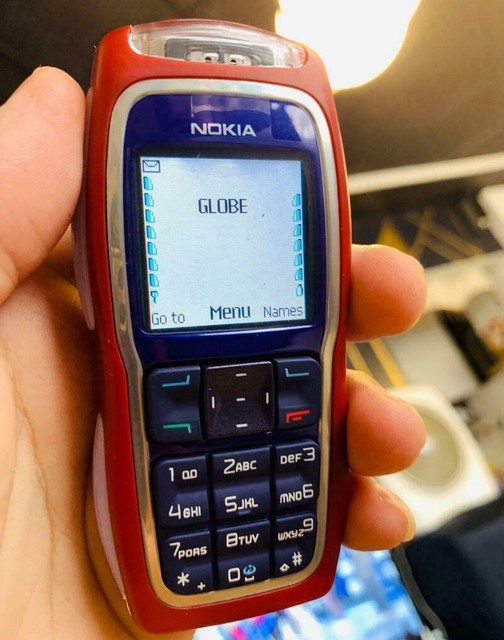 NOKIA
GLOBE
Go to Menu Names
1 2ABC DEF3
4GHI 5JKL MNO6
7PQRS 8TUV WXYZ9
* + 0 #